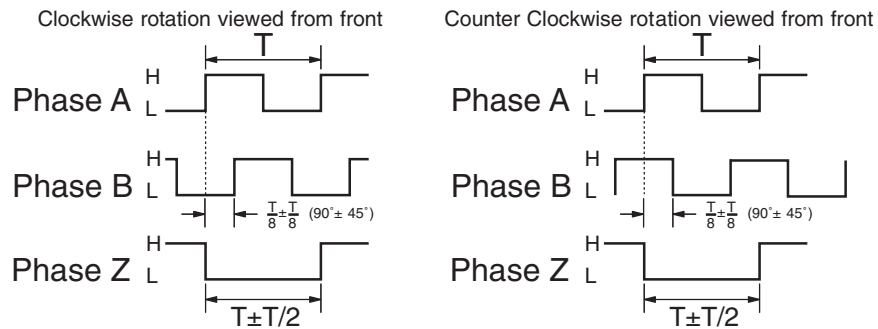 Clockwise rotation viewed from front
T
H
Phase A L
H
Phase B L
T/8±T/8 (90°± 45°)
H
Phase Z L
T±T/2
Counter Clockwise rotation viewed from front
T
H
Phase A L
H
Phase B L
T/8±T/8 (90°± 45°)
H
Phase Z L
T±T/2